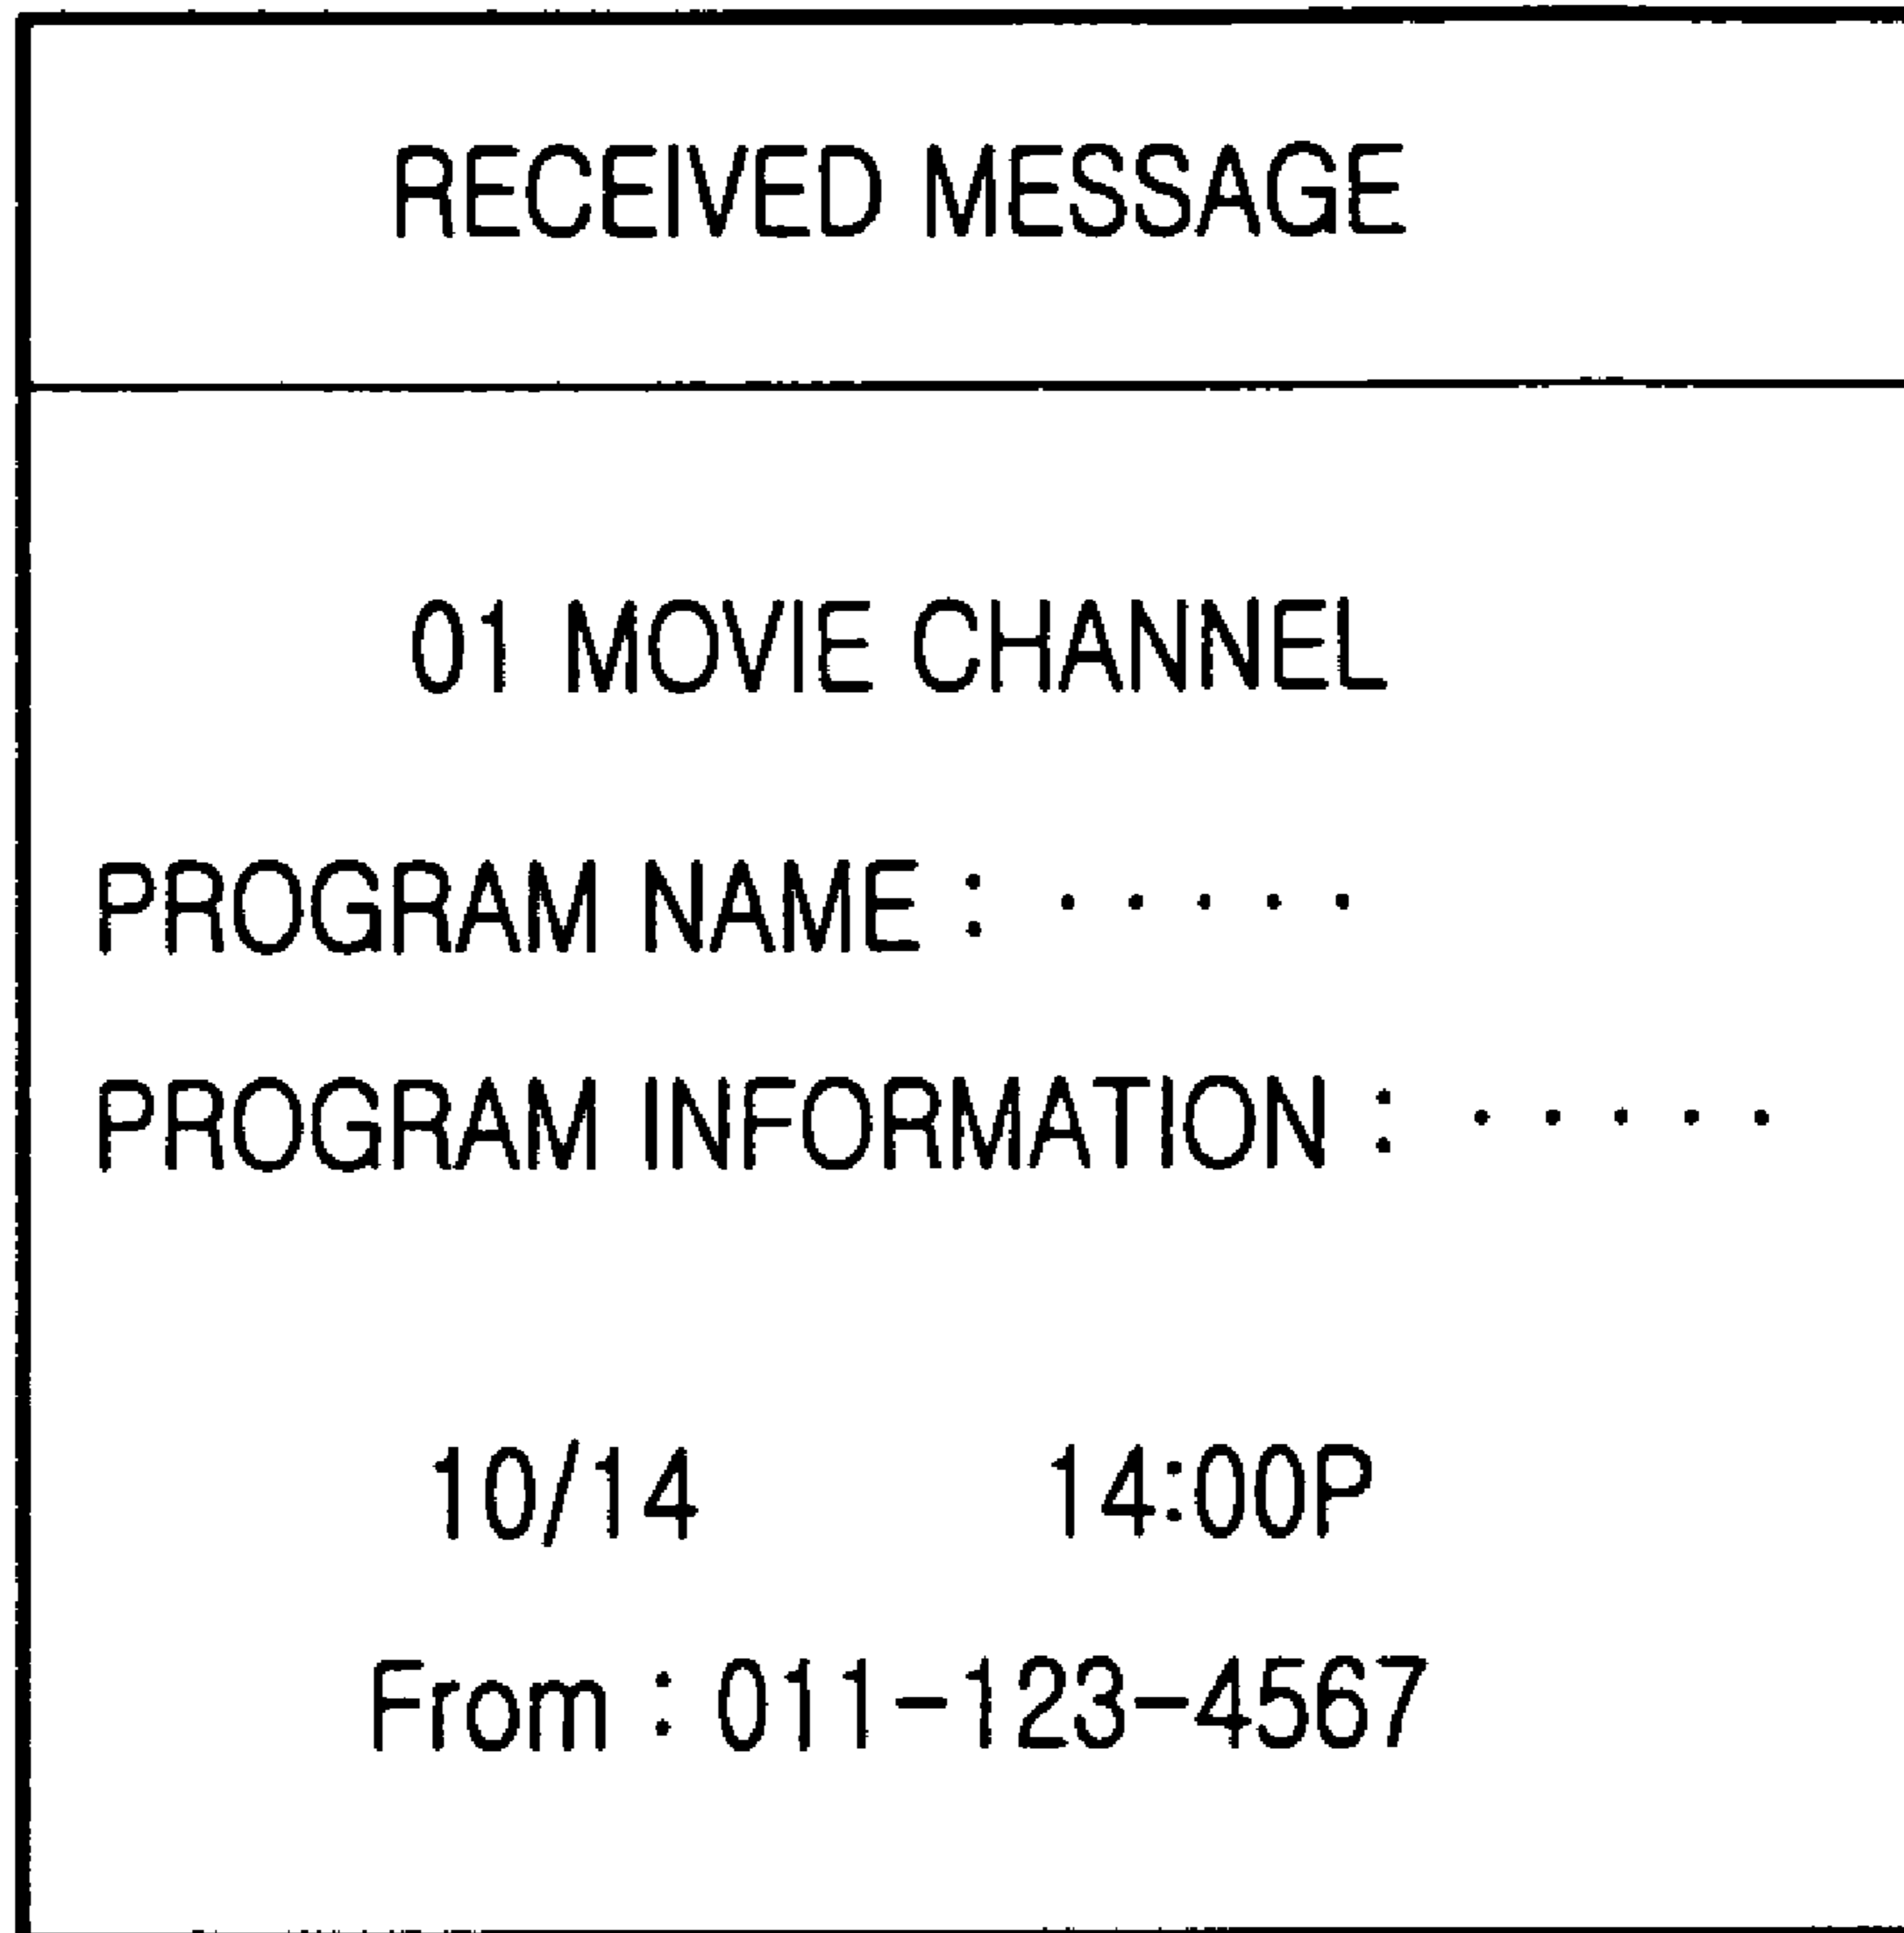 RECEIVED MESSAGE
01 MOVIE CHANNEL
PROGRAM NAME : · · · · ·
PROGRAM INFORMATION : · · · · ·
10/14 14:00P
From : 011-123-4567